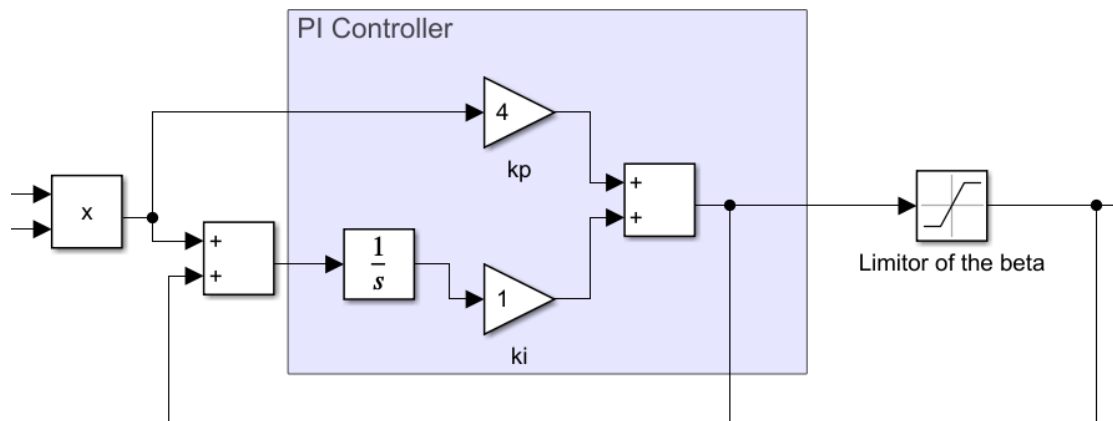 PI Controller
4
kp
x
+
+
+
+
1
s
1
ki
Limitor of the beta